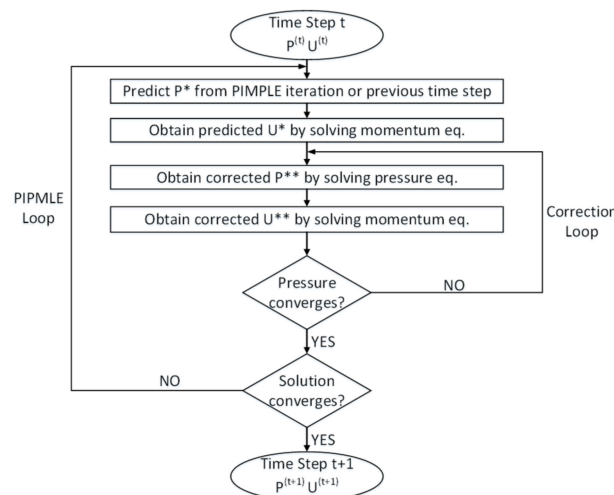 Time Step t
P⁽ᵗ⁾ U⁽ᵗ⁾
Predict P* from PIMPLE iteration or previous time step
Obtain predicted U* by solving momentum eq.
Obtain corrected P** by solving pressure eq.
Obtain corrected U** by solving momentum eq.
PIPMLE
Loop
Correction
Loop
Pressure
converges?
NO
YES
Solution
converges?
NO
YES
Time Step t+1
P⁽ᵗ⁺¹⁾ U⁽ᵗ⁺¹⁾